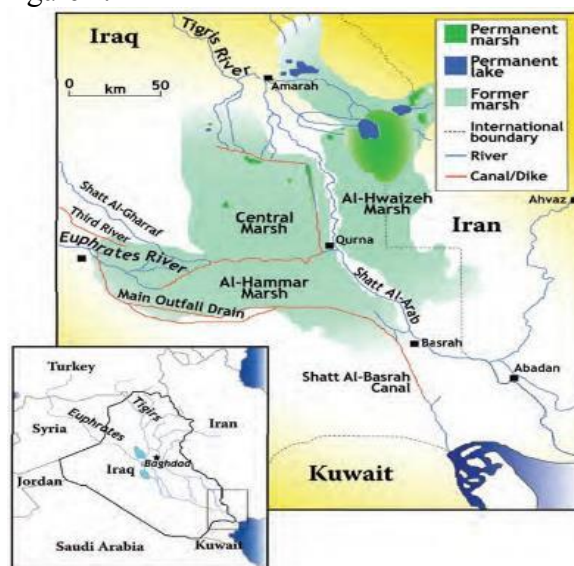 Iraq
Tigris River
Amarah
0 50
km
Permanent
marsh
Permanent
lake
Former
marsh
International
boundary
River
Canal/Dike
Shatt Al-Gharraf
Third River
Euphrates River
Central
Marsh
Al-Hwaizeh
Marsh
Ahvaz
Iran
Qurna
Al-Hammar
Marsh
Shatt Al-Arab
Main Outfall Drain
Basrah
Abadan
Shatt Al-Basrah
Canal
Kuwait
Turkey
Syria
Euphrates
Tigirs
Iran
Baghdad
Iraq
Jordan
Saudi Arabia
Kuwait